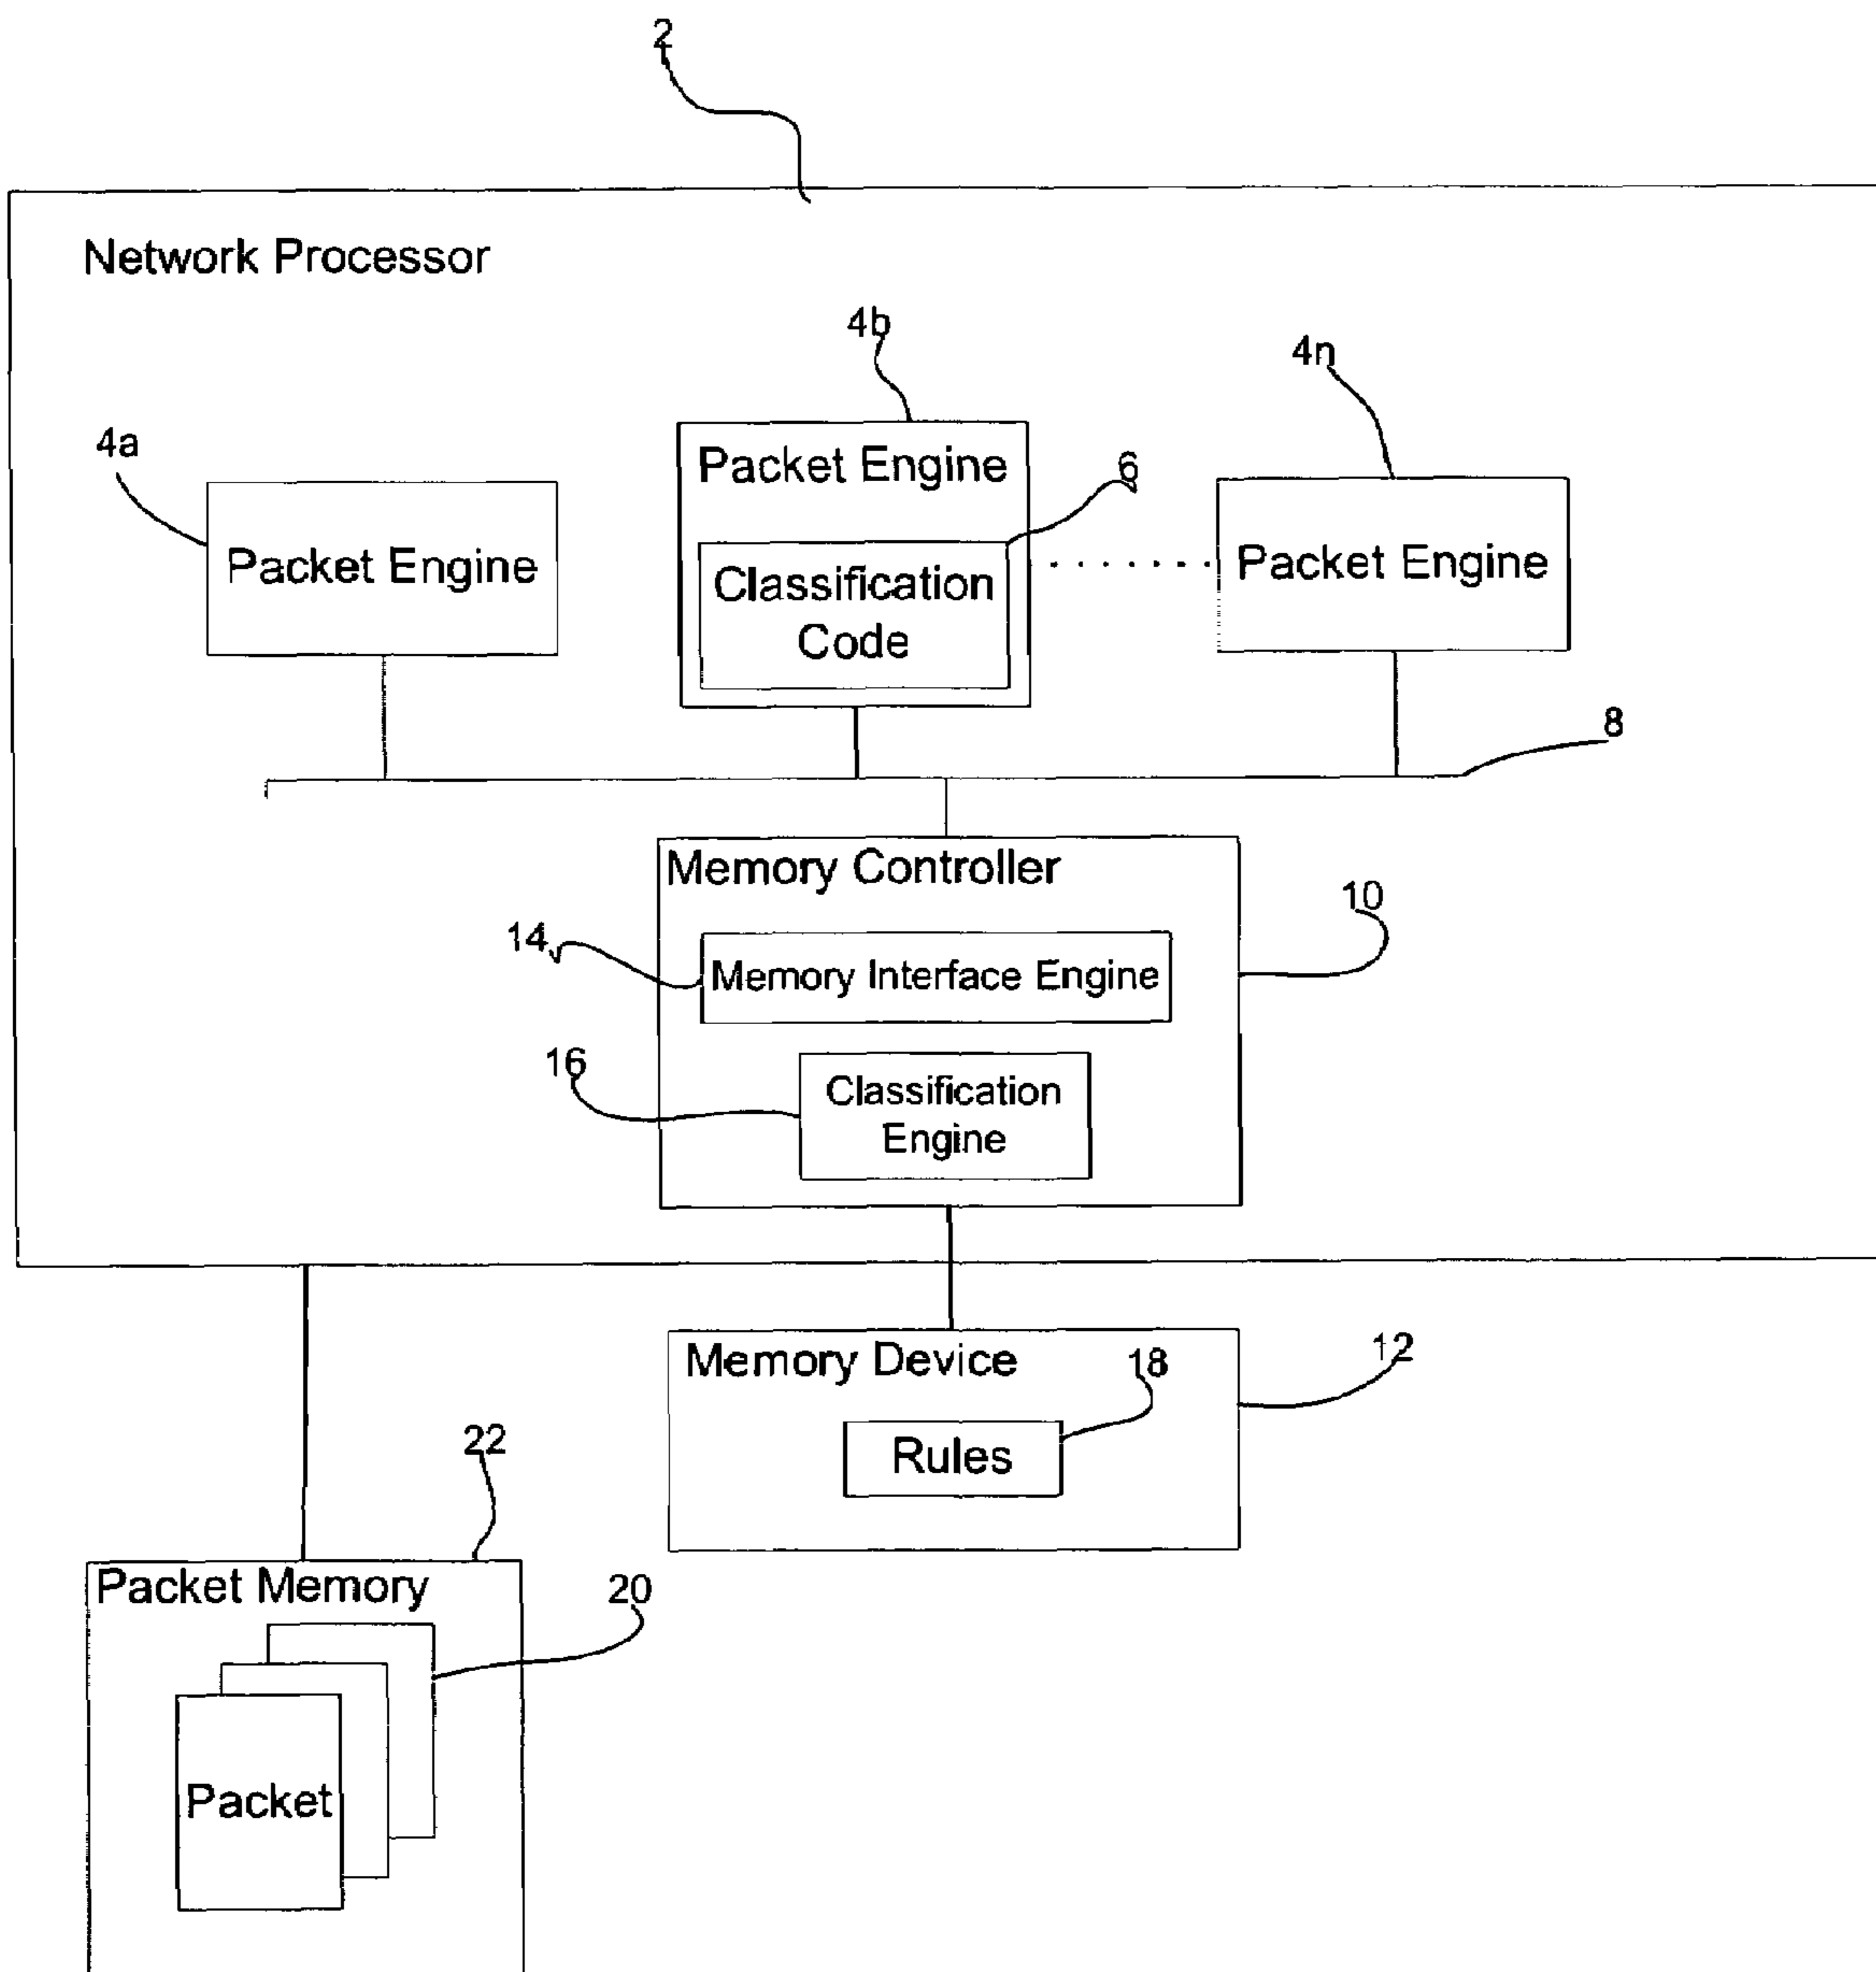 2
Network Processor
4b
4n
4a
Packet Engine
6
Packet Engine
Packet Engine
Classification
Code
8
Memory Controller
10
14
Memory Interface Engine
16
Classification
Engine
Memory Device
18
12
Rules
22
Packet Memory
20
Packet